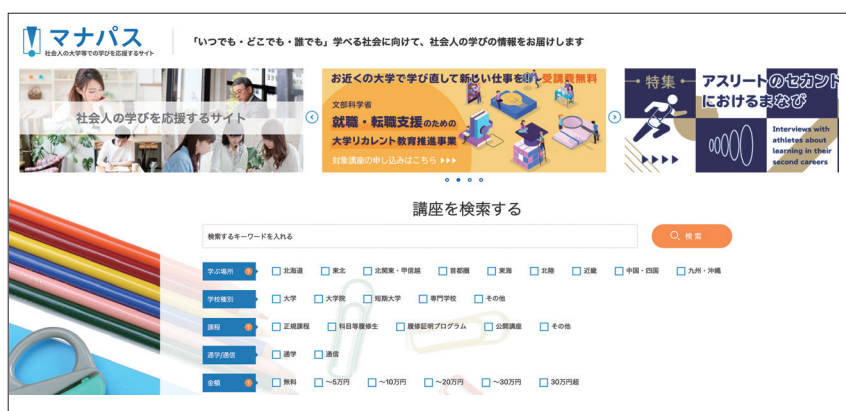 マナパス
社会人の大学等での学びを応援するサイト
「いつでも・どこでも・誰でも」学べる社会に向けて、社会人の学びの情報をお届けします
社会人の学びを応援するサイト
お近くの大学で学び直して新しい仕事を!! 受講費無料
文部科学省
就職・転職支援のための
大学リカレント教育推進事業
対象講座の申し込みはこちら ▶▶▶
特集
アスリートのセカンド
におけるまなび
Interviews with
athletes about
learning in their
second careers
講座を検索する
検索するキーワードを入れる
検索
学ぶ場所 ? 北海道 東北 北関東・甲信越 首都圏 東海 北陸 近畿 中国・四国 九州・沖縄
学校種別 大学 大学院 短期大学 専門学校 その他
課程 ? 正規課程 科目等履修生 履修証明プログラム 公開講座 その他
通学/通信 通学 通信
金額 ? 無料 〜5万円 〜10万円 〜20万円 〜30万円 30万円超